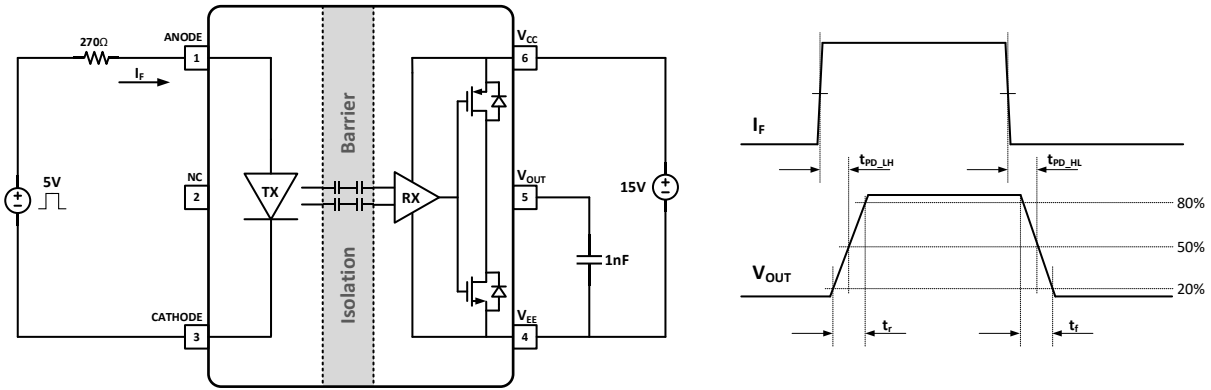 270Ω
ANODE
1
I_F
NC
2
CATHODE
3
5V
+
−
TX
Isolation Barrier
RX
V_CC
6
V_OUT
5
V_EE
4
1nF
15V
+
−
I_F
t_PD_LH
t_PD_HL
V_OUT
80%
50%
20%
t_r
t_f